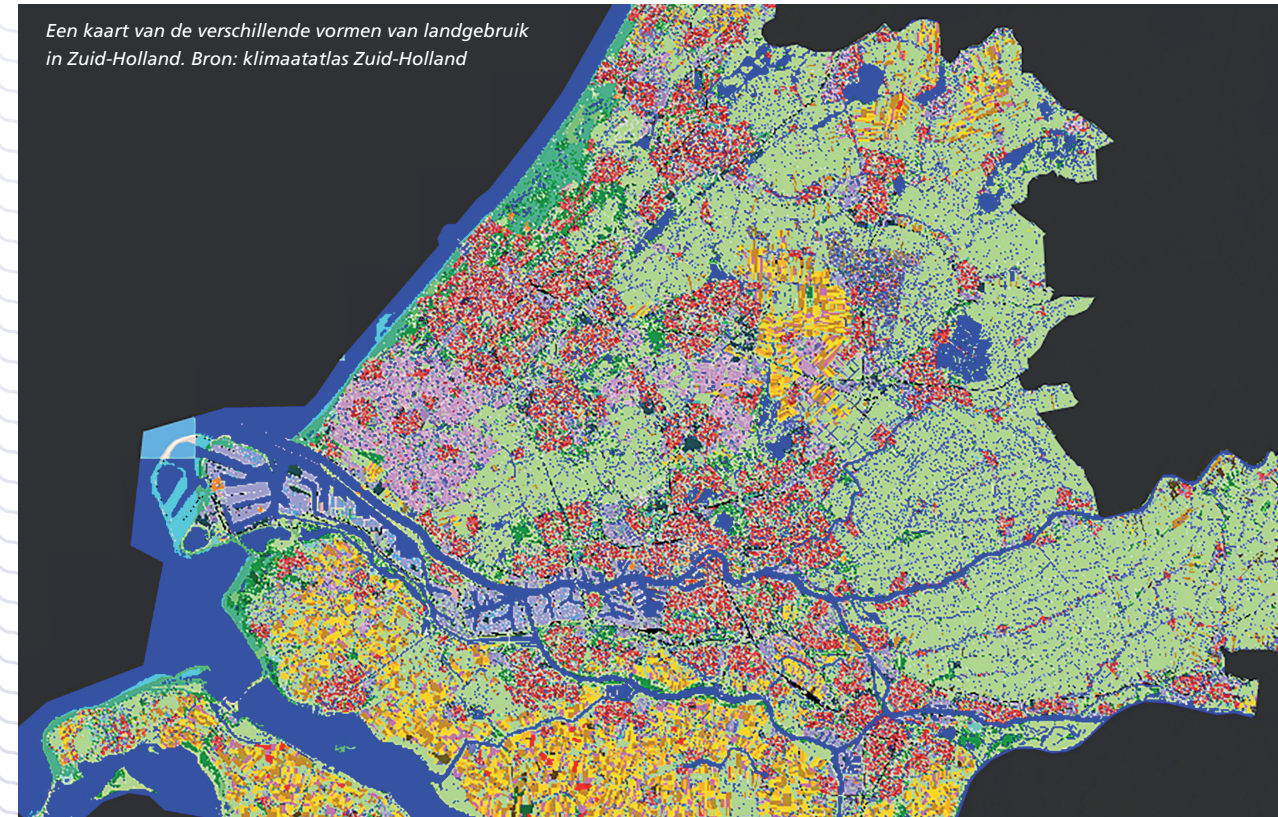 Een kaart van de verschillende vormen van landgebruik
in Zuid-Holland. Bron: klimaatatlas Zuid-Holland